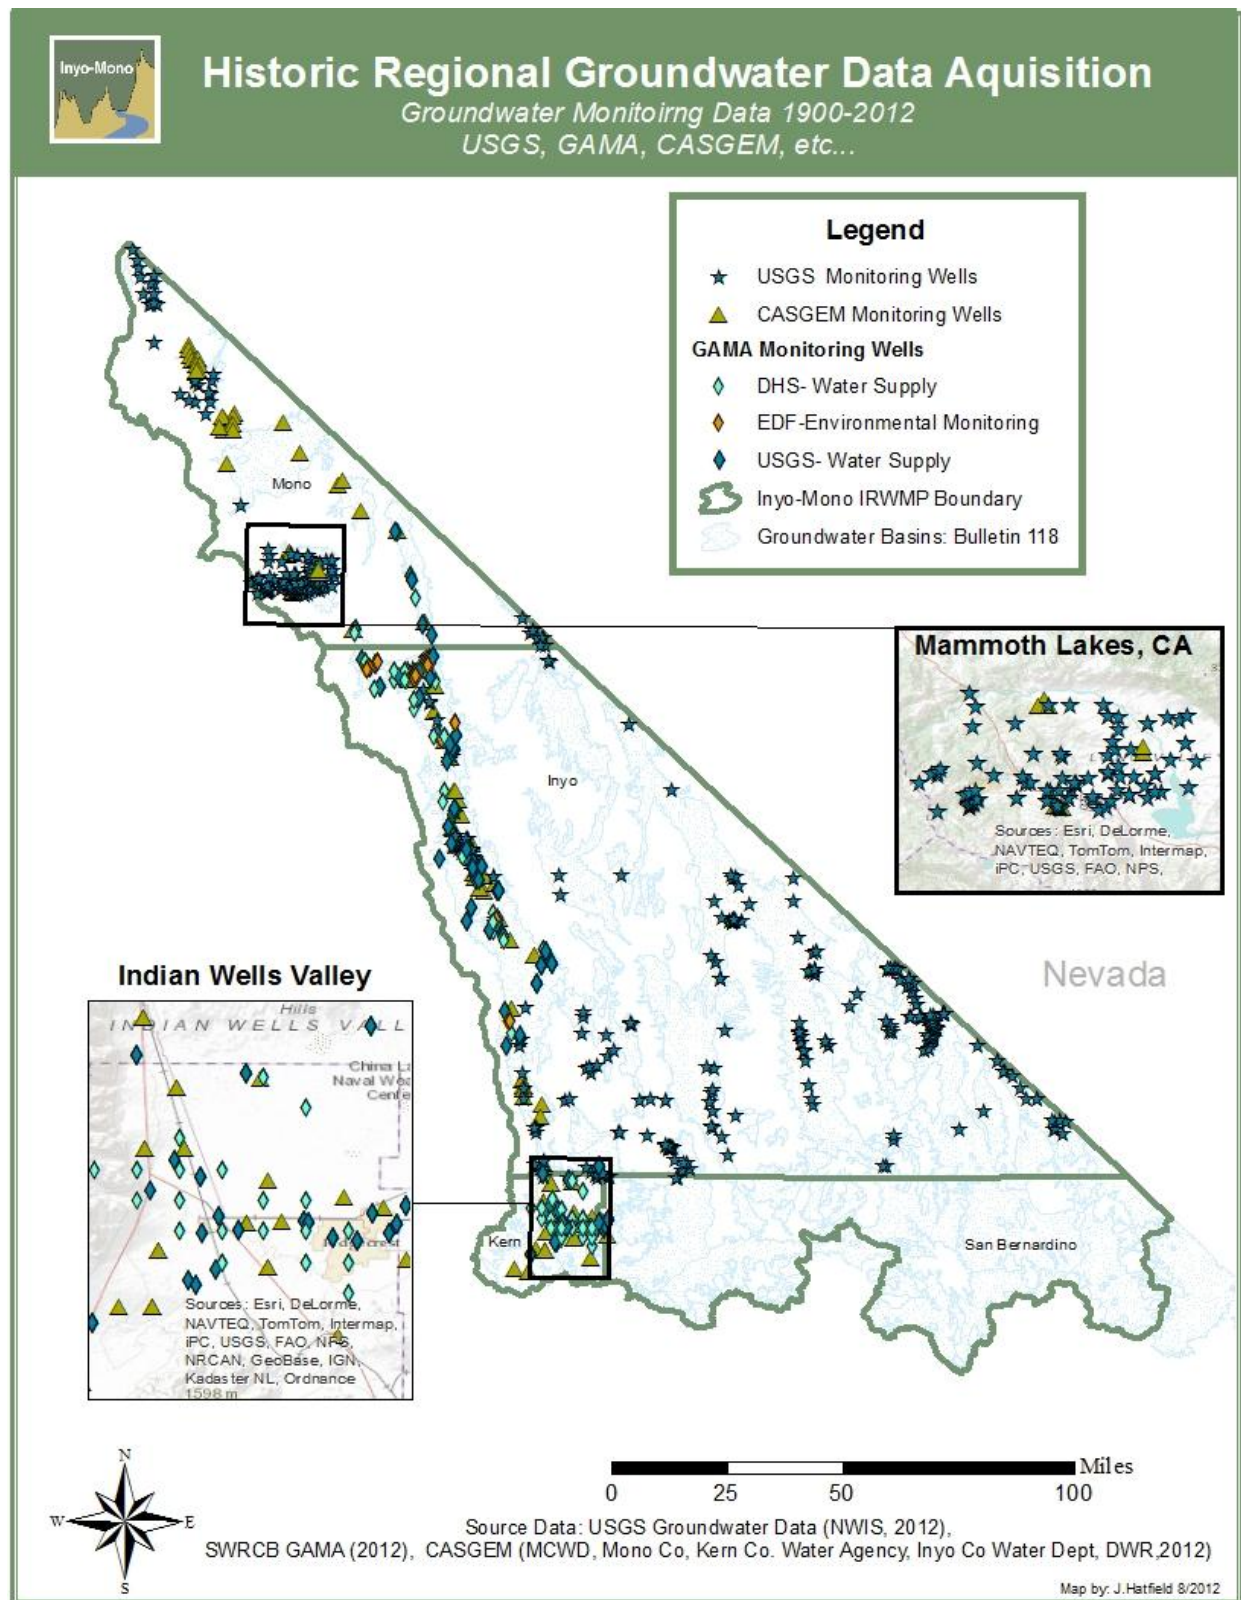 Inyo-Mono
Historic Regional Groundwater Data Aquisition
Groundwater Monitoirng Data 1900-2012
USGS, GAMA, CASGEM, etc...
Legend
USGS Monitoring Wells
CASGEM Monitoring Wells
GAMA Monitoring Wells
DHS- Water Supply
EDF-Environmental Monitoring
USGS- Water Supply
Inyo-Mono IRWMP Boundary
Groundwater Basins: Bulletin 118
Mono
Mammoth Lakes, CA
Sources: Esri, DeLorme,
NAVTEQ, TomTom, Intermap,
iPC, USGS, FAO, NPS,
Inyo
Nevada
Indian Wells Valley
Hills
INDIAN WELLS VALL
China L
Naval Wea
Cente
Sources: Esri, DeLorme,
NAVTEQ, TomTom, Intermap,
iPC, USGS, FAO, NPS,
NRCAN, GeoBase, IGN,
Kadaster NL, Ordnance
1598 m
Kern
San Bernardino
N
W
E
S
Miles
0 25 50 100
Source Data: USGS Groundwater Data (NWIS, 2012),
SWRCB GAMA (2012), CASGEM (MCWD, Mono Co, Kern Co. Water Agency, Inyo Co Water Dept, DWR,2012)
Map by: J.Hatfield 8/2012